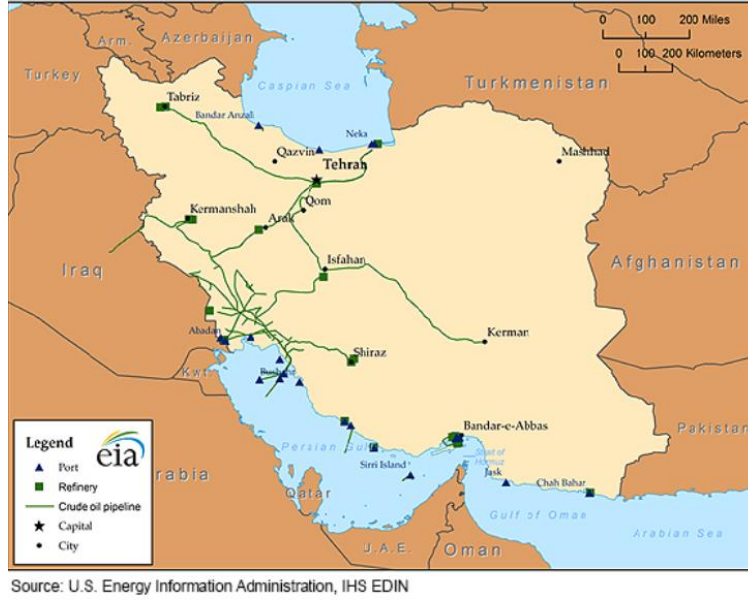 0 100 200 Miles
0 100 200 Kilometers
Arm.
Azerbaijan
Turkey
Caspian Sea
Turkmenistan
Tabriz
Bandar Anzali
Neka
Qazvin
Tehran
Mashhad
Qom
Kermanshah
Arak
Iraq
Isfahan
Afghanistan
Abadan
Kerman
Shiraz
Kwt.
Bandar-e-Abbas
Pakistan
Persian Gulf
Strait of
Hormuz
Sirri Island
Jask
Chah Bahar
Qatar
Gulf of Oman
Arabian Sea
J.A.E.
Oman
rabia
Legend
eia
Port
Refinery
Crude oil pipeline
Capital
City
Source: U.S. Energy Information Administration, IHS EDIN